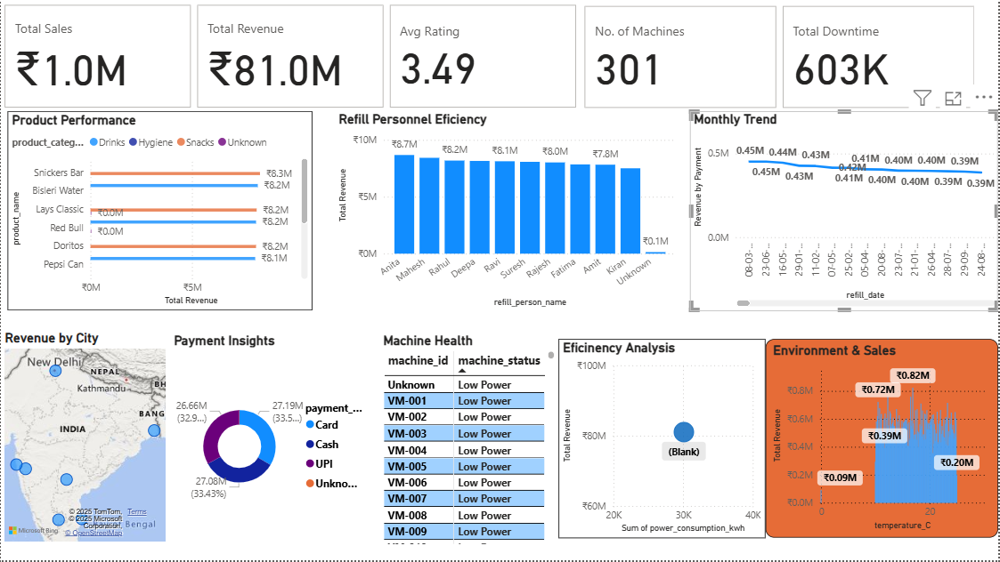 Total Sales
₹1.0M
Total Revenue
₹81.0M
Avg Rating
3.49
No. of Machines
301
Total Downtime
603K
Product Performance
product_categ... Drinks Hygiene Snacks Unknown
product_name
Snickers Bar ₹8.3M
Bisleri Water ₹8.2M
Lays Classic ₹0.0M ₹8.2M
Red Bull ₹0.0M ₹8.2M
Doritos ₹8.2M
Pepsi Can ₹8.1M
₹0M ₹5M
Total Revenue
Refill Personnel Eficiency
Total Revenue
₹10M
₹5M
₹0M
₹8.7M ₹8.2M ₹8.1M ₹8.0M ₹7.8M ₹0.1M
Anita Mahesh Rahul Deepa Ravi Suresh Rajesh Fatima Amit Kiran Unknown
refill_person_name
Monthly Trend
Revenue by Payment
0.5M
0.0M
0.45M 0.44M 0.43M 0.42M 0.41M 0.40M 0.40M 0.39M
0.45M 0.43M 0.41M 0.40M 0.40M 0.39M 0.39M
08-03... 23-06... 16-05... 29-01... 11-02... 07-05... 25-02... 05-04... 20-08... 23-07... 21-01... 26-04... 28-07... 29-09... 24-08...
refill_date
Revenue by City
New Delhi
NEPAL
Kathmandu
BH
BANG
INDIA
Bengal
© 2025 TomTom, Terms
© 2025 Microsoft
Corporation,
© OpenStreetMap
Microsoft Bing
Payment Insights
26.66M
(32.9...)
27.19M
(33.5...)
27.08M
(33.43%)
payment_...
Card
Cash
UPI
Unkno...
Machine Health
machine_id machine_status
Unknown Low Power
VM-001 Low Power
VM-002 Low Power
VM-003 Low Power
VM-004 Low Power
VM-005 Low Power
VM-006 Low Power
VM-007 Low Power
VM-008 Low Power
VM-009 Low Power
Eficinency Analysis
Total Revenue
₹100M
₹80M
₹60M
(Blank)
20K 30K 40K
Sum of power_consumption_kwh
Environment & Sales
Total Revenue
₹0.8M
₹0.6M
₹0.4M
₹0.2M
₹0.0M
₹0.82M
₹0.72M
₹0.39M
₹0.20M
₹0.09M
0 20
temperature_C